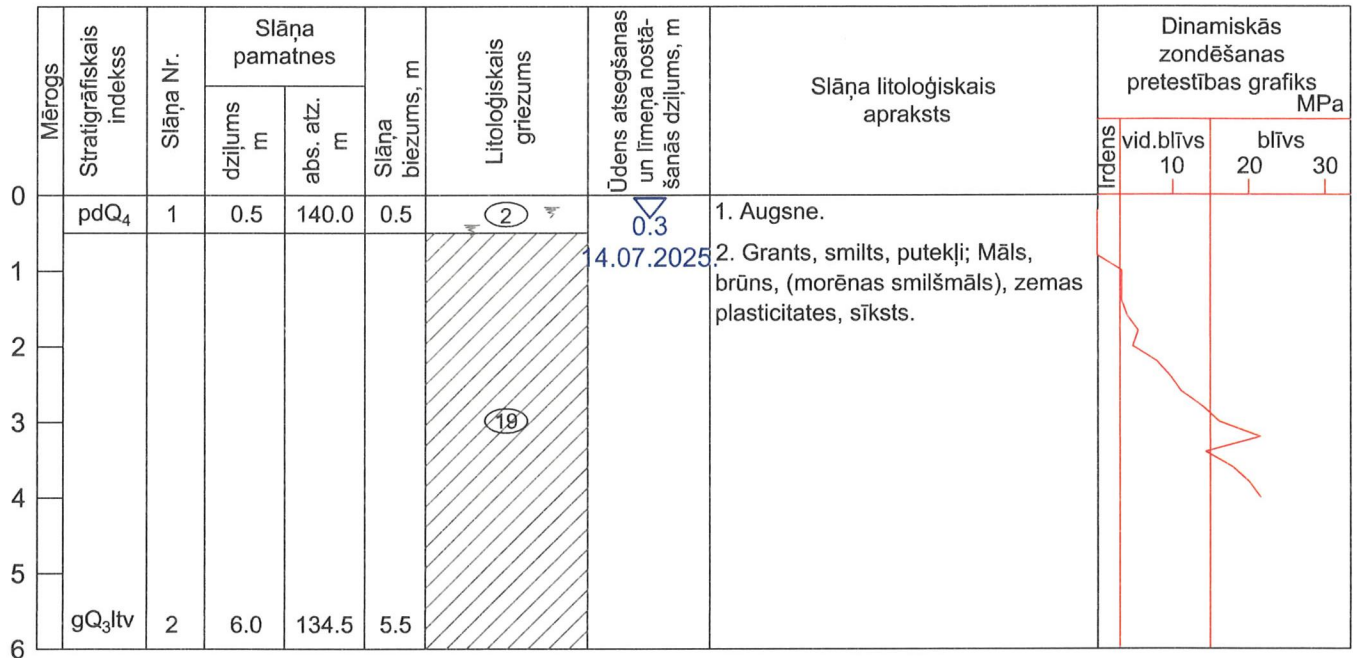 Mērogs
Stratigrāfiskais
indekss
Slāņa Nr.
Slāņa
pamatnes
dziļums
m
abs. atz.
m
Slāņa
biezums, m
Litoloģiskais
griezums
Ūdens atsegšanas
un līmeņa nostā-
šanās dziļums, m
Slāņa litoloģiskais
apraksts
Dinamiskās
zondēšanas
pretestības grafiks
MPa
Irdens
vid.blīvs
blīvs
10 20 30
0
pdQ₄ 1 0.5 140.0 0.5 2
0.3
14.07.2025.
1. Augsne.
2. Grants, smilts, putekļi; Māls,
brūns, (morēnas smilšmāls), zemas
plasticitates, sīksts.
1
2
3
19
4
5
gQ₃ltv 2 6.0 134.5 5.5
6